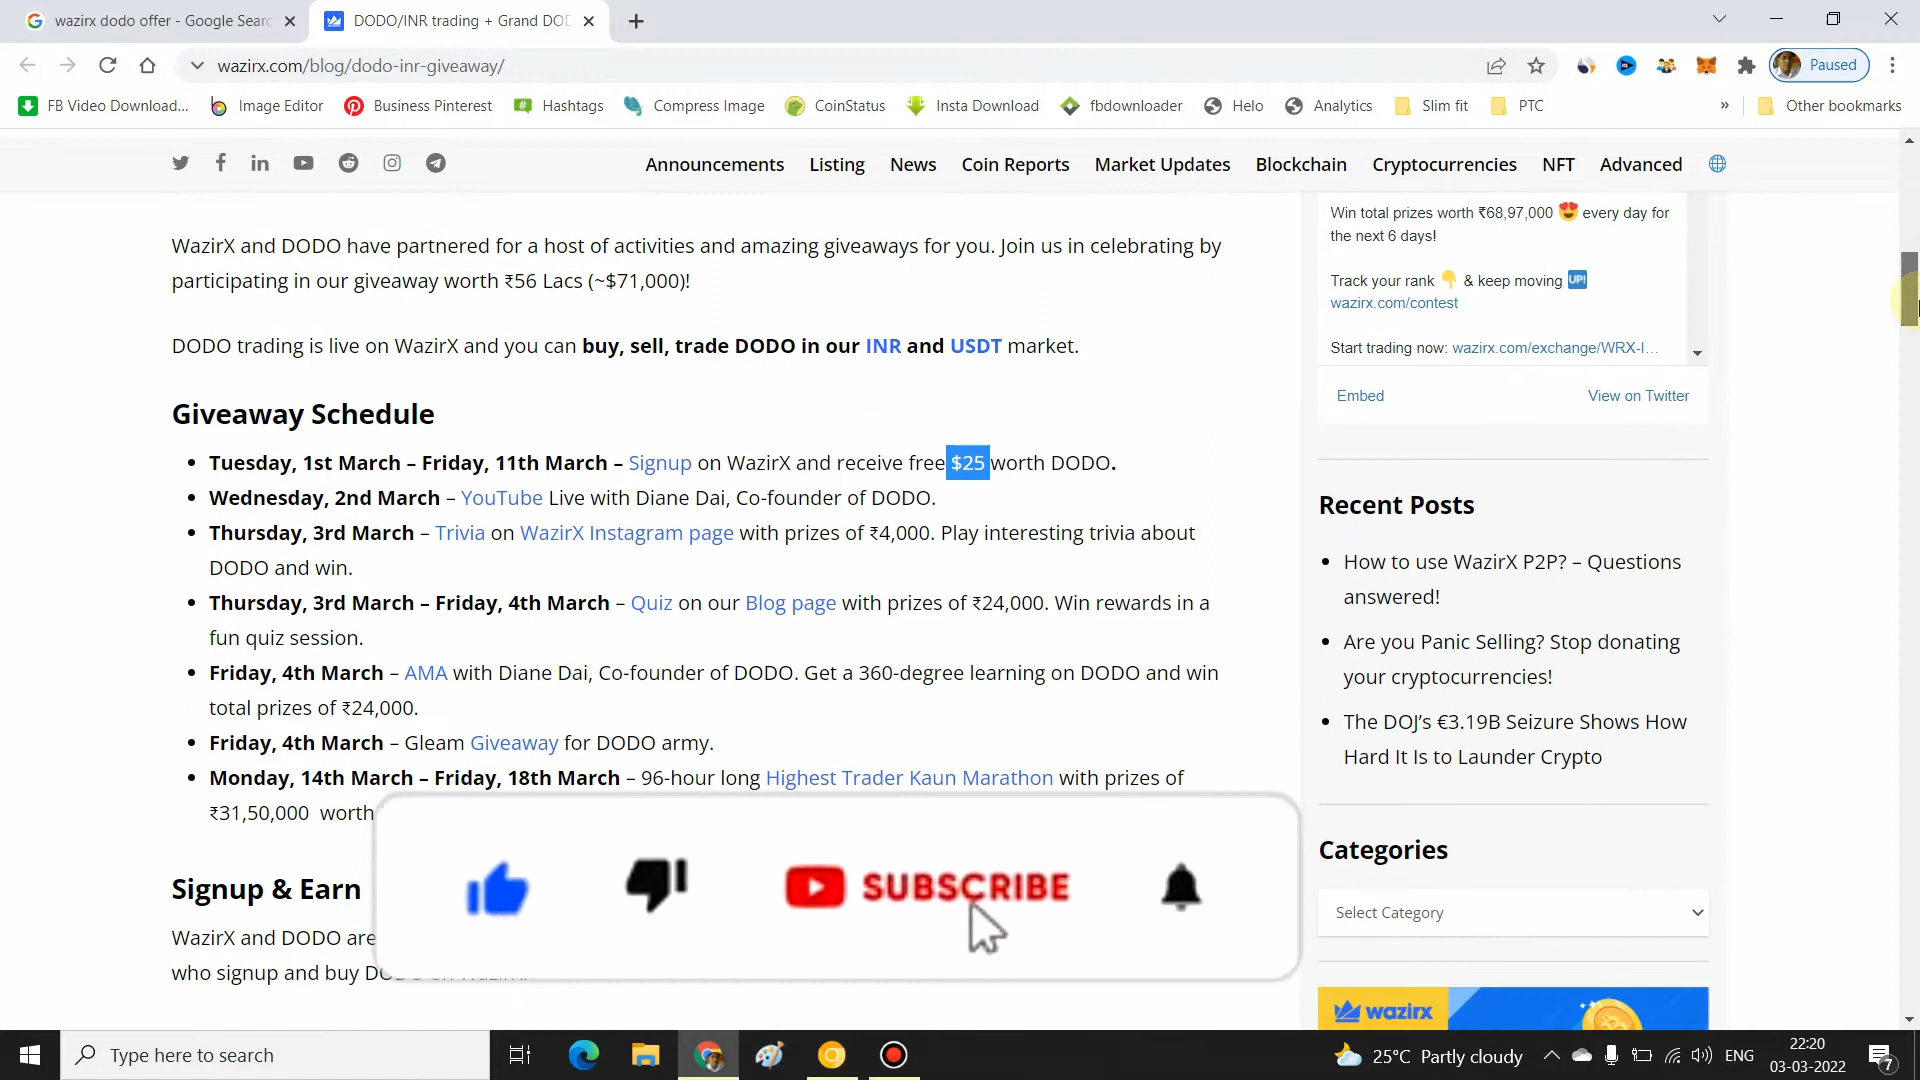 wazirx dodo offer - Google Searc
DODO/INR trading + Grand DOD
wazirx.com/blog/dodo-inr-giveaway/
Paused
FB Video Download...
Image Editor
Business Pinterest
Hashtags
Compress Image
CoinStatus
Insta Download
fbdownloader
Helo
Analytics
Slim fit
PTC
»
Other bookmarks
Announcements
Listing
News
Coin Reports
Market Updates
Blockchain
Cryptocurrencies
NFT
Advanced
WazirX and DODO have partnered for a host of activities and amazing giveaways for you. Join us in celebrating by
participating in our giveaway worth ₹56 Lacs (~$71,000)!
DODO trading is live on WazirX and you can buy, sell, trade DODO in our INR and USDT market.
Giveaway Schedule
• Tuesday, 1st March – Friday, 11th March – Signup on WazirX and receive free $25 worth DODO.
• Wednesday, 2nd March – YouTube Live with Diane Dai, Co-founder of DODO.
• Thursday, 3rd March – Trivia on WazirX Instagram page with prizes of ₹4,000. Play interesting trivia about
DODO and win.
• Thursday, 3rd March – Friday, 4th March – Quiz on our Blog page with prizes of ₹24,000. Win rewards in a
fun quiz session.
• Friday, 4th March – AMA with Diane Dai, Co-founder of DODO. Get a 360-degree learning on DODO and win
total prizes of ₹24,000.
• Friday, 4th March – Gleam Giveaway for DODO army.
• Monday, 14th March – Friday, 18th March – 96-hour long Highest Trader Kaun Marathon with prizes of
₹31,50,000 worth
Signup & Earn
WazirX and DODO are
who signup and buy
SUBSCRIBE
Win total prizes worth ₹68,97,000 😍 every day for
the next 6 days!
Track your rank 👇 & keep moving UP!
wazirx.com/contest
Start trading now: wazirx.com/exchange/WRX-I…
Embed
View on Twitter
Recent Posts
• How to use WazirX P2P? – Questions
answered!
• Are you Panic Selling? Stop donating
your cryptocurrencies!
• The DOJ's €3.19B Seizure Shows How
Hard It Is to Launder Crypto
Categories
Select Category
wazirx
Type here to search
25°C Partly cloudy
ENG
22:20
03-03-2022
7